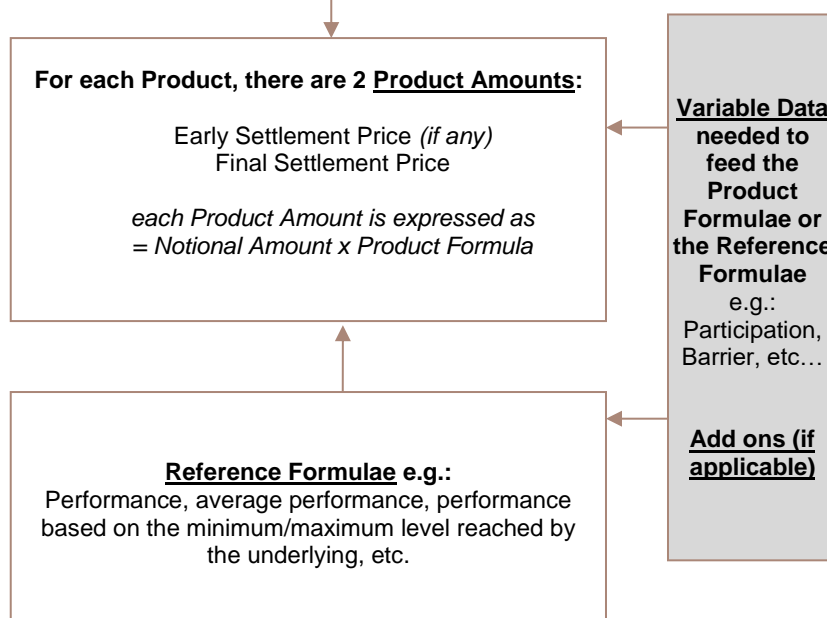 For each Product, there are 2 Product Amounts:
Early Settlement Price (if any)
Final Settlement Price
each Product Amount is expressed as
= Notional Amount x Product Formula
Reference Formulae e.g.:
Performance, average performance, performance
based on the minimum/maximum level reached by
the underlying, etc.
Variable Data
needed to
feed the
Product
Formulae or
the Reference
Formulae
e.g.:
Participation,
Barrier, etc…
Add ons (if
applicable)